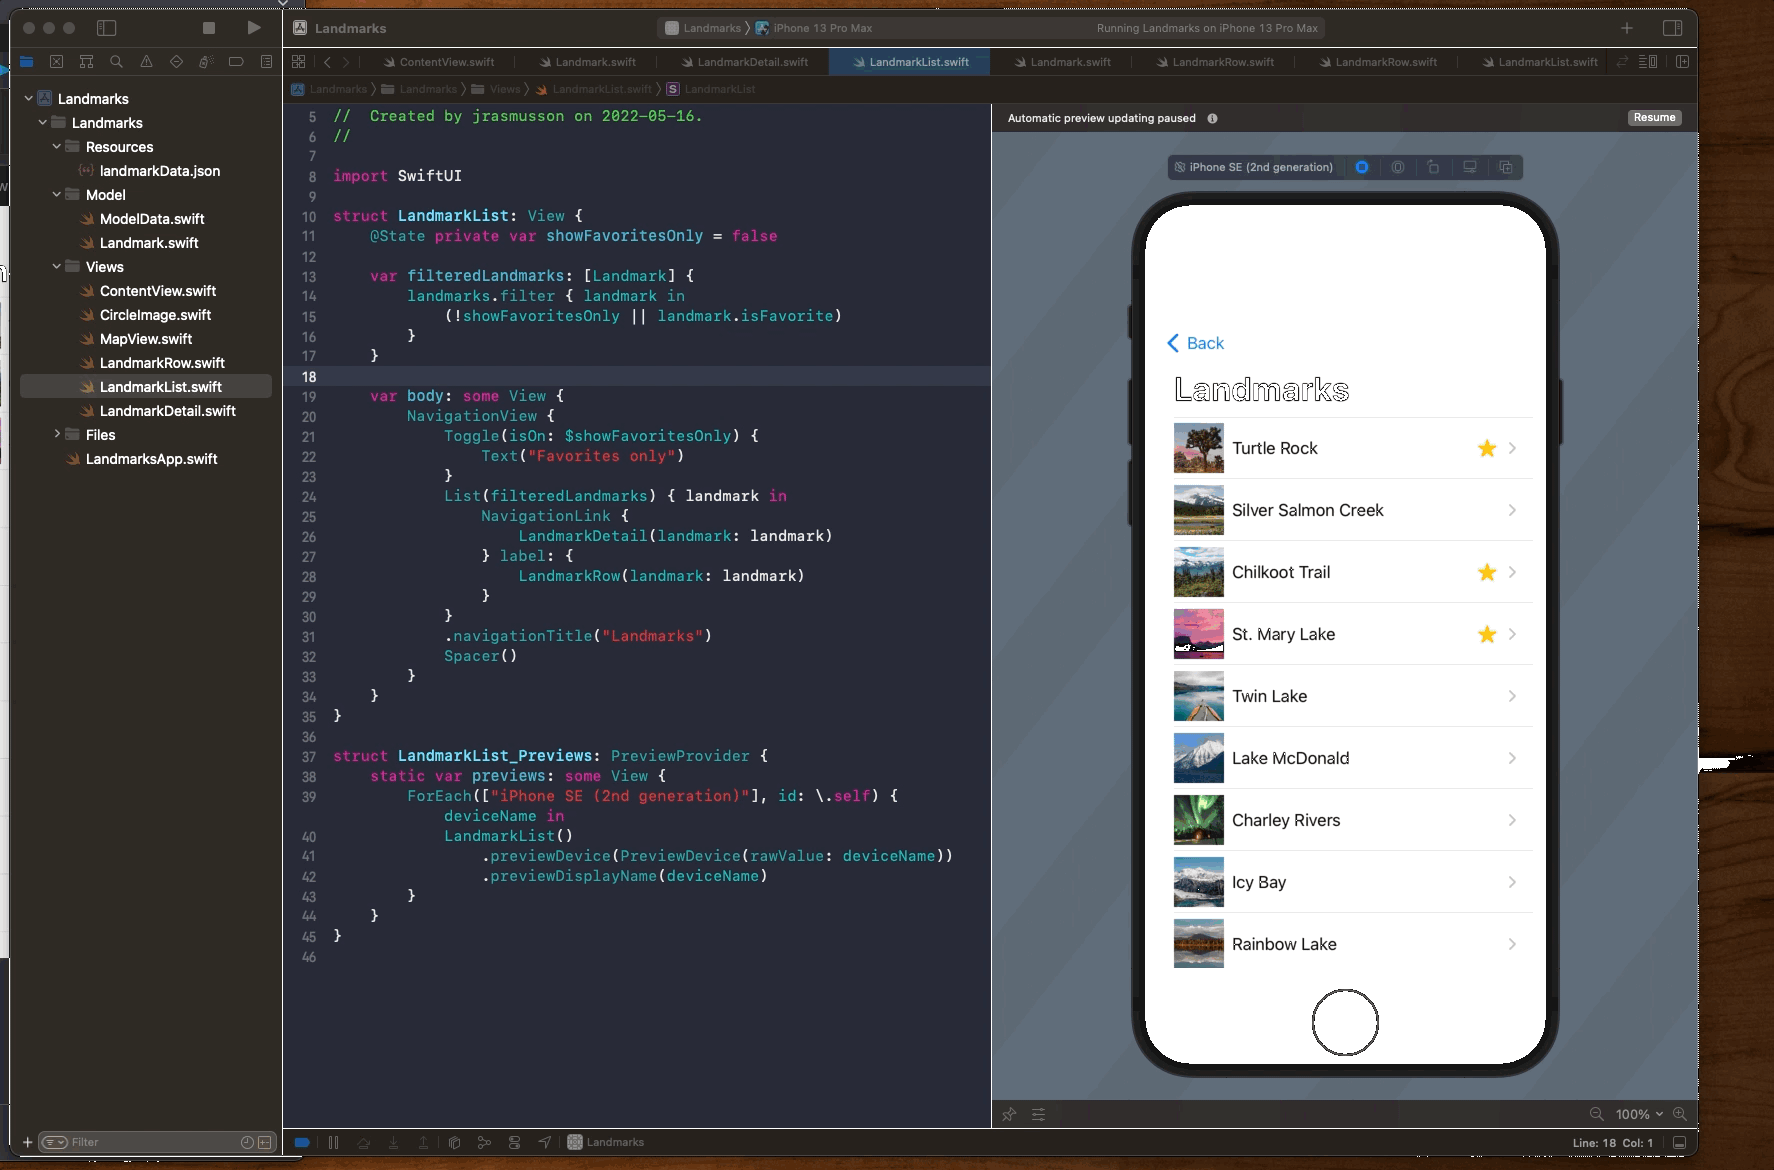 Landmarks
Landmarks
iPhone 13 Pro Max
Running Landmarks on iPhone 13 Pro Max
ContentView.swift
Landmark.swift
LandmarkDetail.swift
LandmarkList.swift
Landmark.swift
LandmarkRow.swift
LandmarkRow.swift
LandmarkList.swift
Landmarks
Landmarks
Views
LandmarkList.swift
S LandmarkList
Landmarks
Landmarks
Resources
landmarkData.json
Model
ModelData.swift
Landmark.swift
Views
ContentView.swift
CircleImage.swift
MapView.swift
LandmarkRow.swift
LandmarkList.swift
LandmarkDetail.swift
Files
LandmarksApp.swift
Filter
5 //  Created by jrasmusson on 2022-05-16.
6 //
7
8 import SwiftUI
9
10 struct LandmarkList: View {
11     @State private var showFavoritesOnly = false
12
13     var filteredLandmarks: [Landmark] {
14         landmarks.filter { landmark in
15             (!showFavoritesOnly || landmark.isFavorite)
16         }
17     }
18
19     var body: some View {
20         NavigationView {
21             Toggle(isOn: $showFavoritesOnly) {
22                 Text("Favorites only")
23             }
24             List(filteredLandmarks) { landmark in
25                 NavigationLink {
26                     LandmarkDetail(landmark: landmark)
27                 } label: {
28                     LandmarkRow(landmark: landmark)
29                 }
30             }
31             .navigationTitle("Landmarks")
32             Spacer()
33         }
34     }
35 }
36
37 struct LandmarkList_Previews: PreviewProvider {
38     static var previews: some View {
39         ForEach(["iPhone SE (2nd generation)"], id: \.self) {
deviceName in
40             LandmarkList()
41                 .previewDevice(PreviewDevice(rawValue: deviceName))
42                 .previewDisplayName(deviceName)
43         }
44     }
45 }
46
Automatic preview updating paused
Resume
iPhone SE (2nd generation)
Back
Landmarks
Turtle Rock
Silver Salmon Creek
Chilkoot Trail
St. Mary Lake
Twin Lake
Lake McDonald
Charley Rivers
Icy Bay
Rainbow Lake
100%
Landmarks
Line: 18 Col: 1